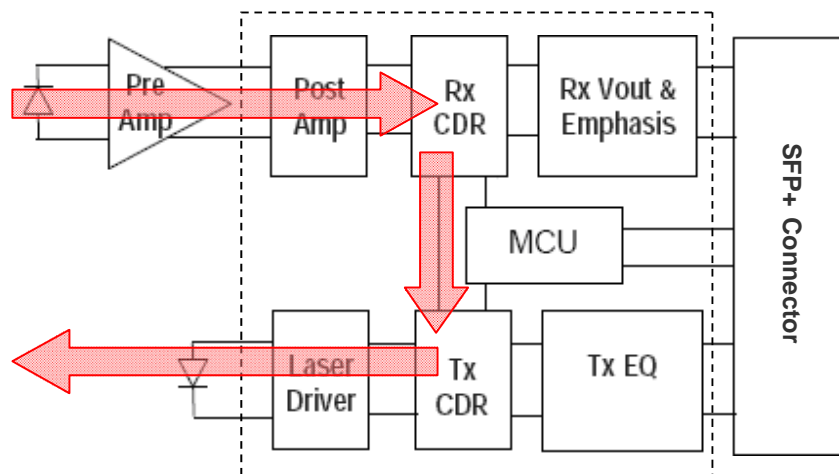 Pre
Amp
Post
Amp
Rx
CDR
Rx Vout &
Emphasis
SFP+ Connector
MCU
Laser
Driver
Tx
CDR
Tx EQ